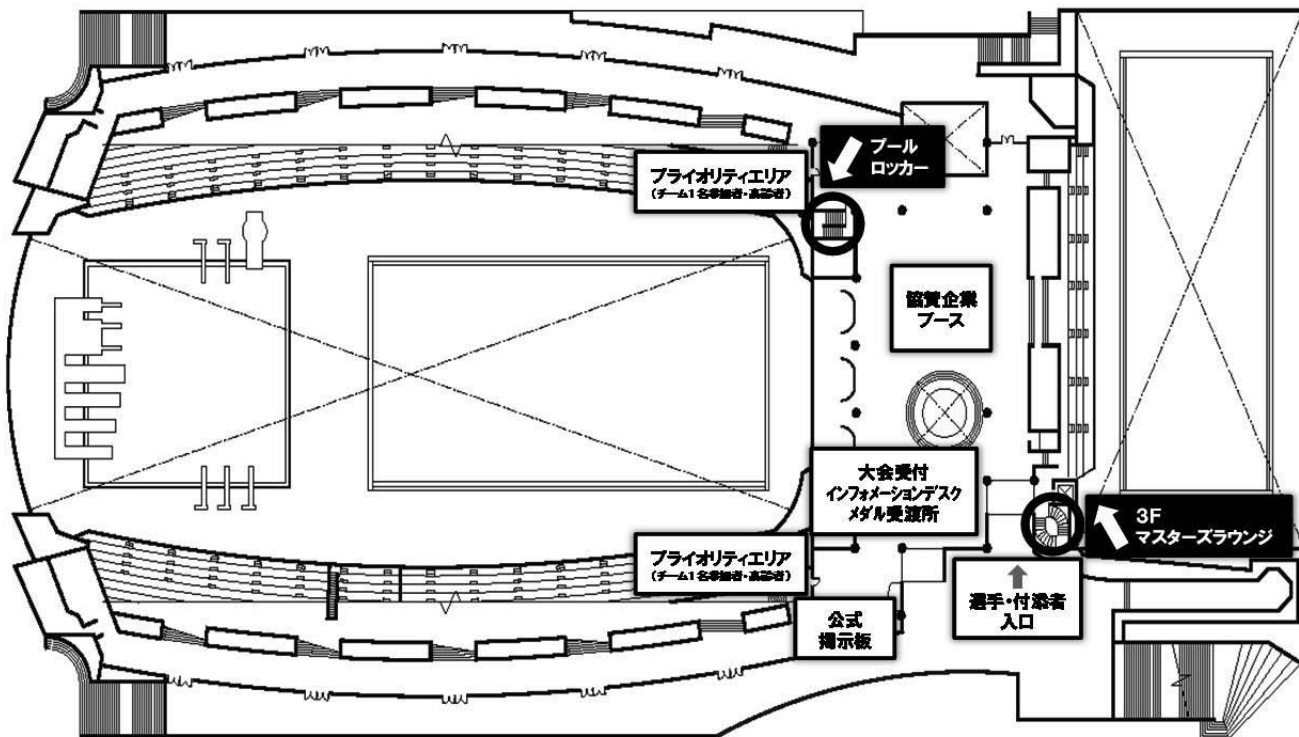 プール
ロッカー
プライオリティエリア
(チーム1名参加者・高齢者)
協賛企業
ブース
大会受付
インフォメーションデスク
メダル受渡所
3F
マスターズラウンジ
プライオリティエリア
(チーム1名参加者・高齢者)
選手・付添者
入口
公式
掲示板